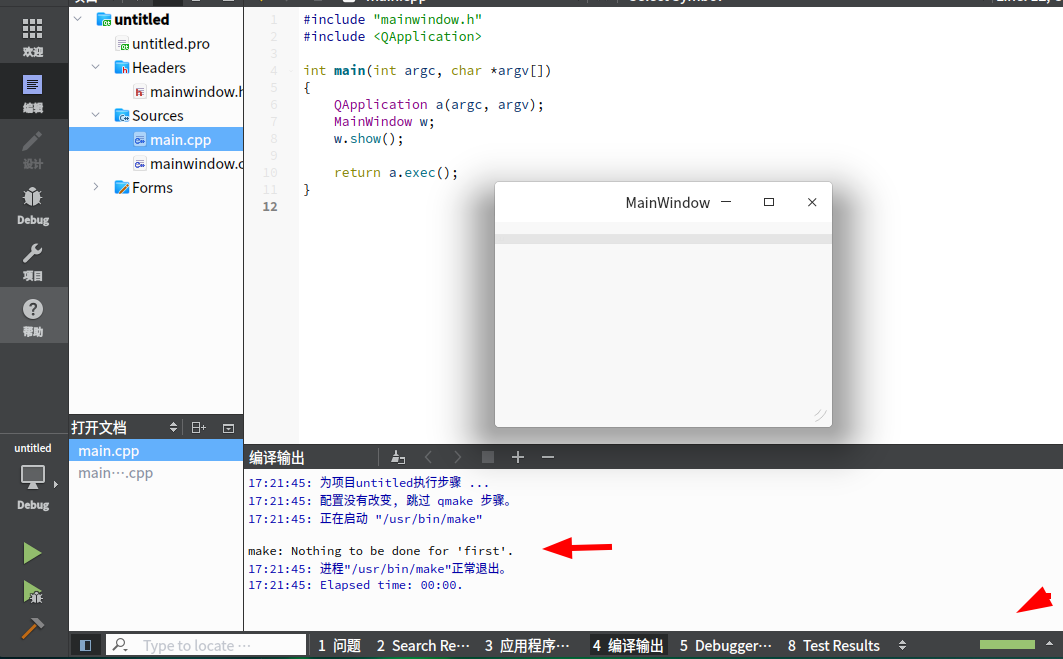 欢迎
编辑
设计
Debug
项目
帮助
untitled
Debug
untitled
untitled.pro
Headers
mainwindow.h
Sources
main.cpp
mainwindow.c
Forms
打开文档
main.cpp
main⋯.cpp
1 #include "mainwindow.h"
2 #include <QApplication>
3
4 int main(int argc, char *argv[])
5 {
6 QApplication a(argc, argv);
7 MainWindow w;
8 w.show();
9
10 return a.exec();
11 }
12
MainWindow
编译输出
17:21:45: 为项目untitled执行步骤 ...
17:21:45: 配置没有改变, 跳过 qmake 步骤。
17:21:45: 正在启动 "/usr/bin/make"
make: Nothing to be done for 'first'.
17:21:45: 进程"/usr/bin/make"正常退出。
17:21:45: Elapsed time: 00:00.
Type to locate ⋯ 1 问题 2 Search Re⋯ 3 应用程序⋯ 4 编译输出 5 Debugger⋯ 8 Test Results